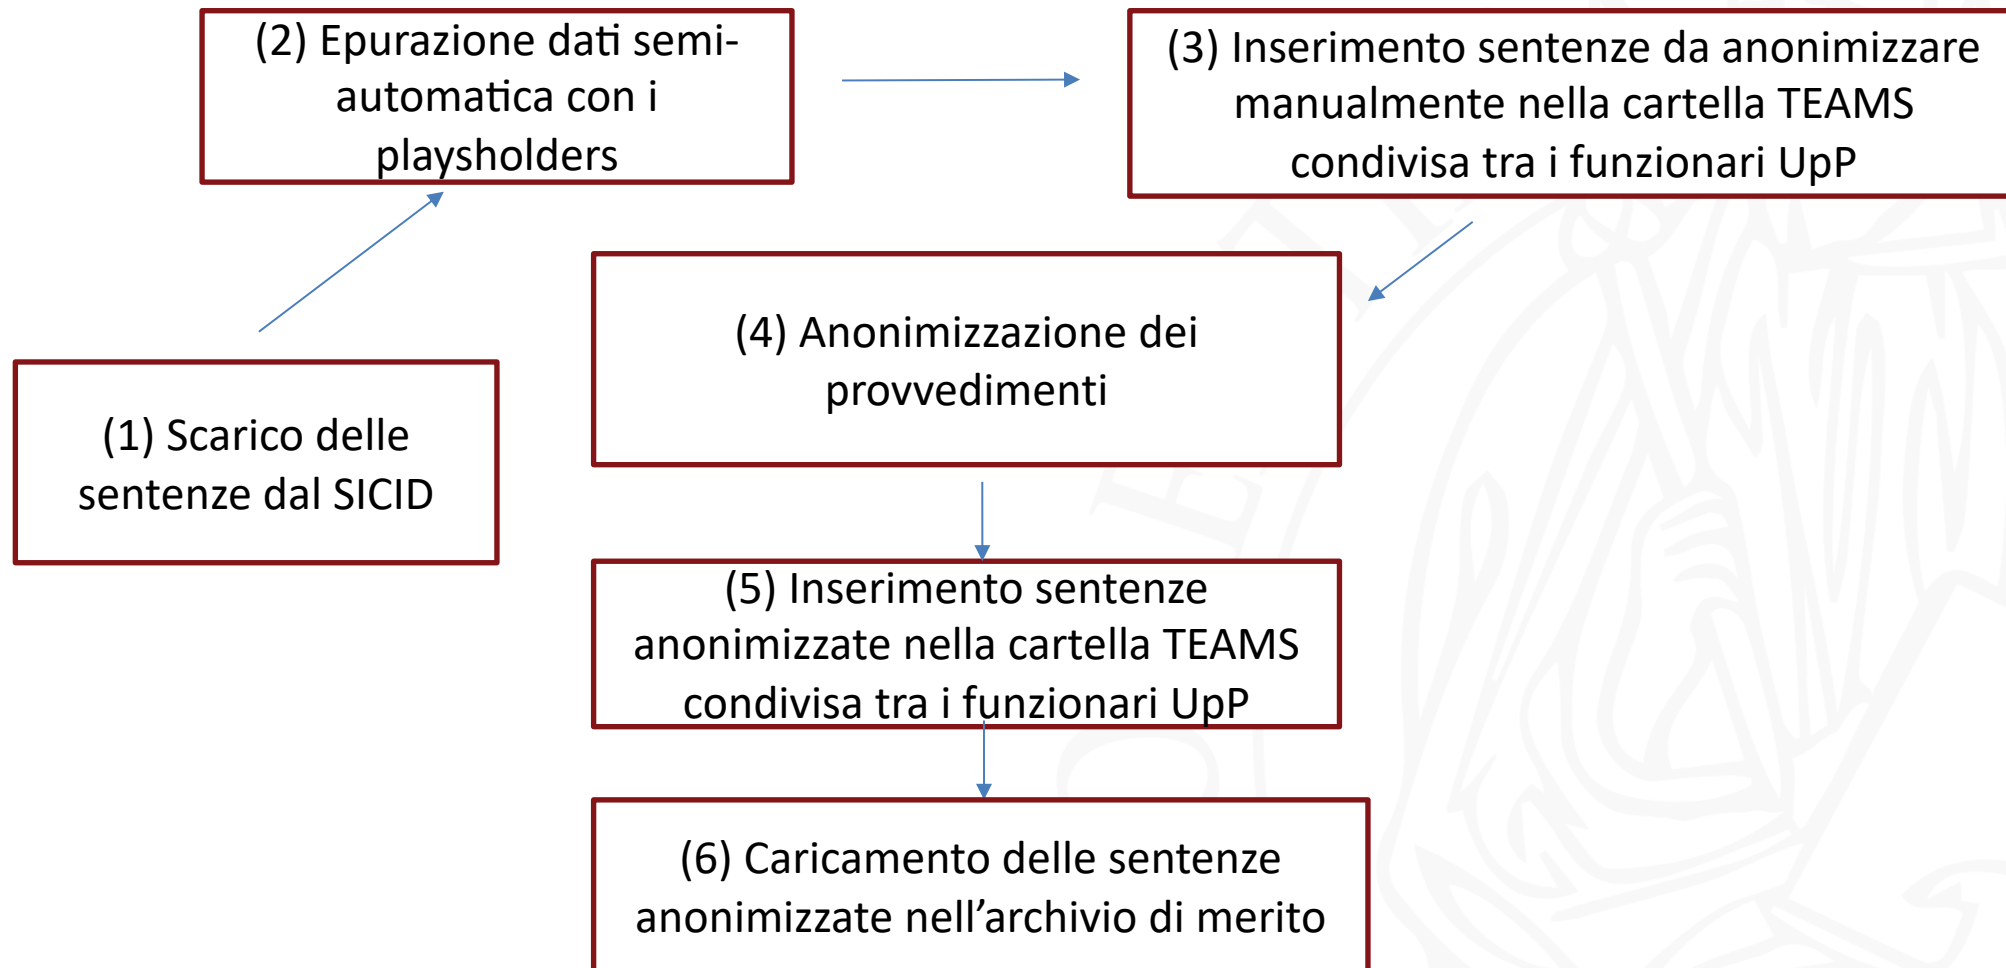 (2) Epurazione dati semi-
automatica con i
playsholders
(3) Inserimento sentenze da anonimizzare
manualmente nella cartella TEAMS
condivisa tra i funzionari UpP
(4) Anonimizzazione dei
provvedimenti
(1) Scarico delle
sentenze dal SICID
(5) Inserimento sentenze
anonimizzate nella cartella TEAMS
condivisa tra i funzionari UpP
(6) Caricamento delle sentenze
anonimizzate nell’archivio di merito